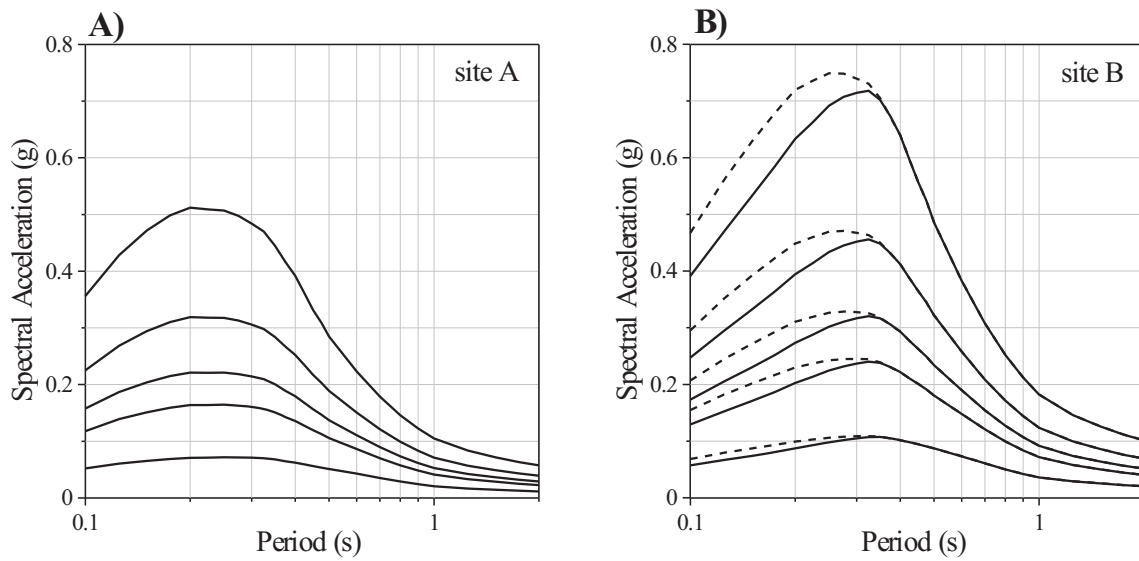 A)
0.8
site A
0.6
0.4
0.2
0
0.1
1
Spectral Acceleration (g)
Period (s)
B)
0.8
site B
0.6
0.4
0.2
0
0.1
1
Spectral Acceleration (g)
Period (s)